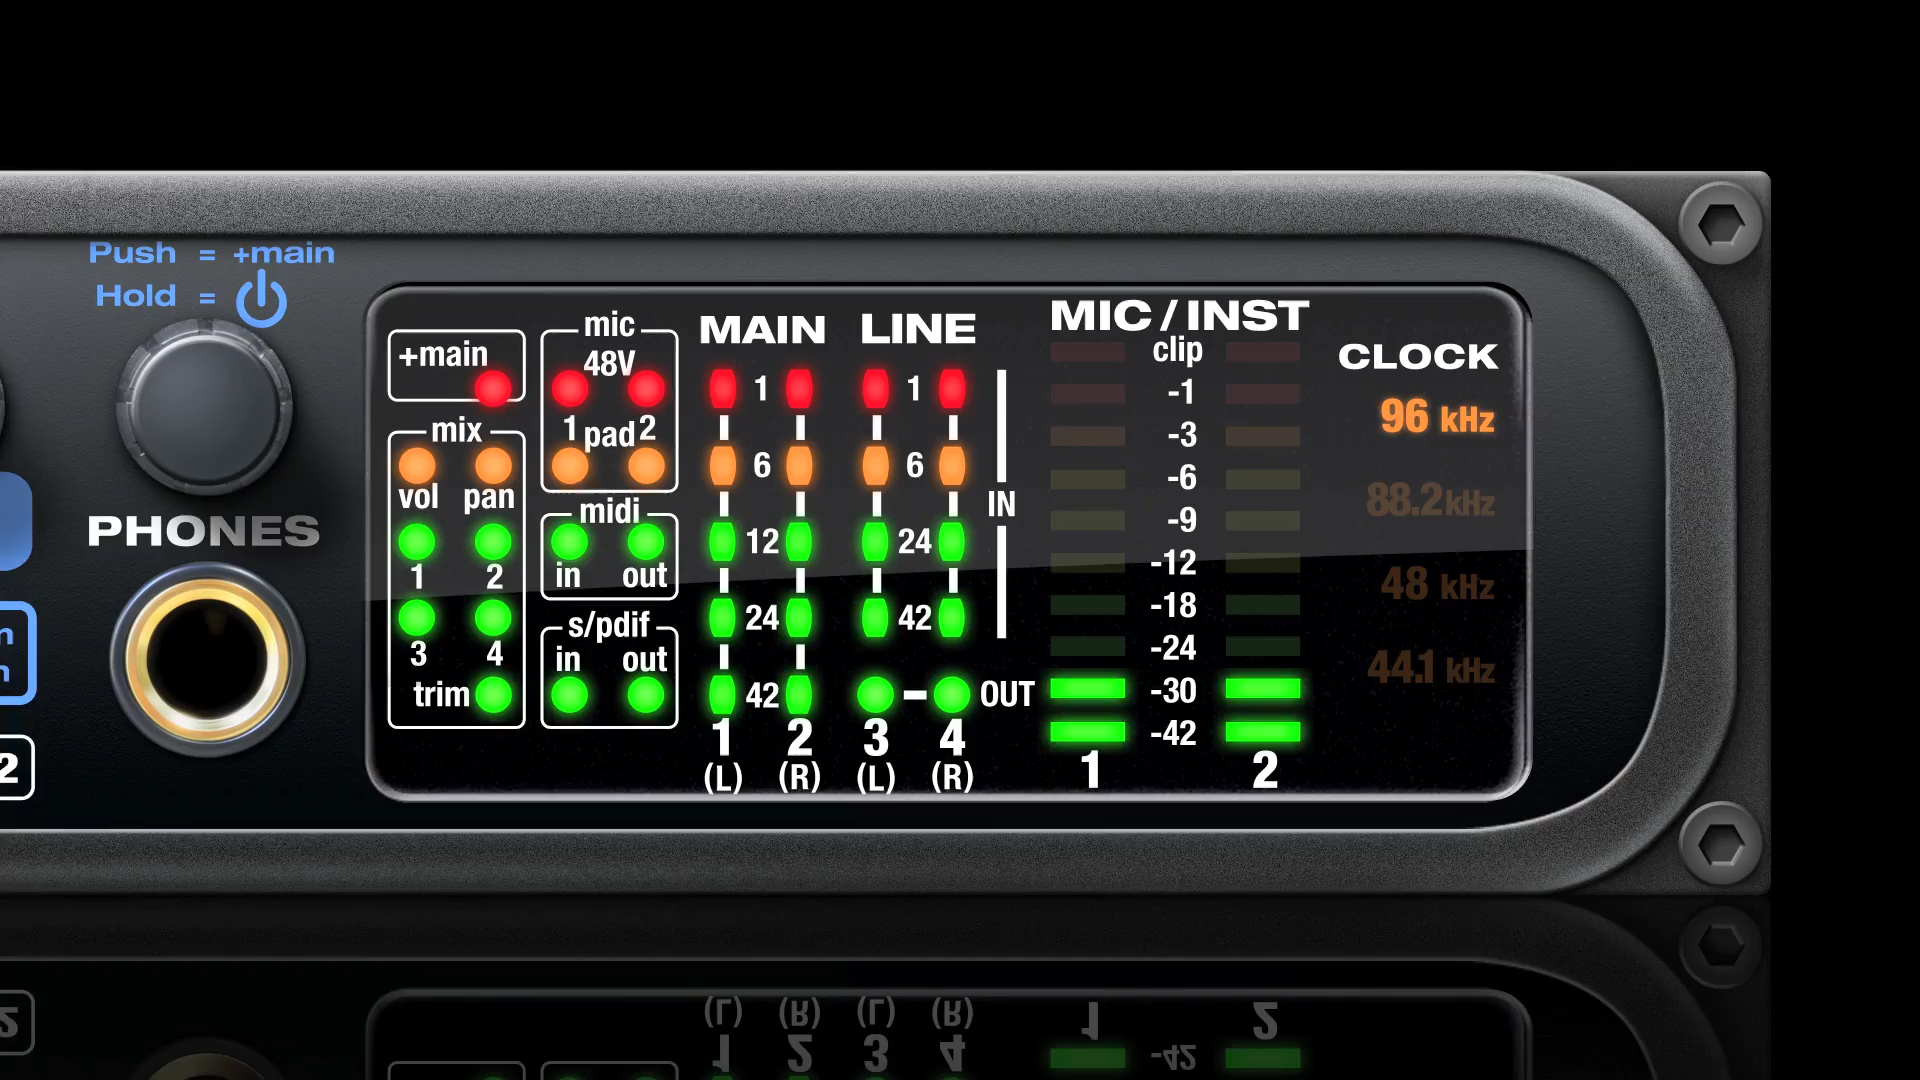 Push = +main
Hold =
PHONES
n
n
2
+main
mix
vol pan
1 2
3 4
trim
mic
48V
1 pad 2
midi
in out
s/pdif
in out
MAIN
1
6
12
24
42
1 2
(L) (R)
LINE
1
6
24
42
IN
OUT
3 4
(L) (R)
MIC / INST
clip
-1
-3
-6
-9
-12
-18
-24
-30
-42
1 2
CLOCK
96 kHz
88.2 kHz
48 kHz
44.1 kHz